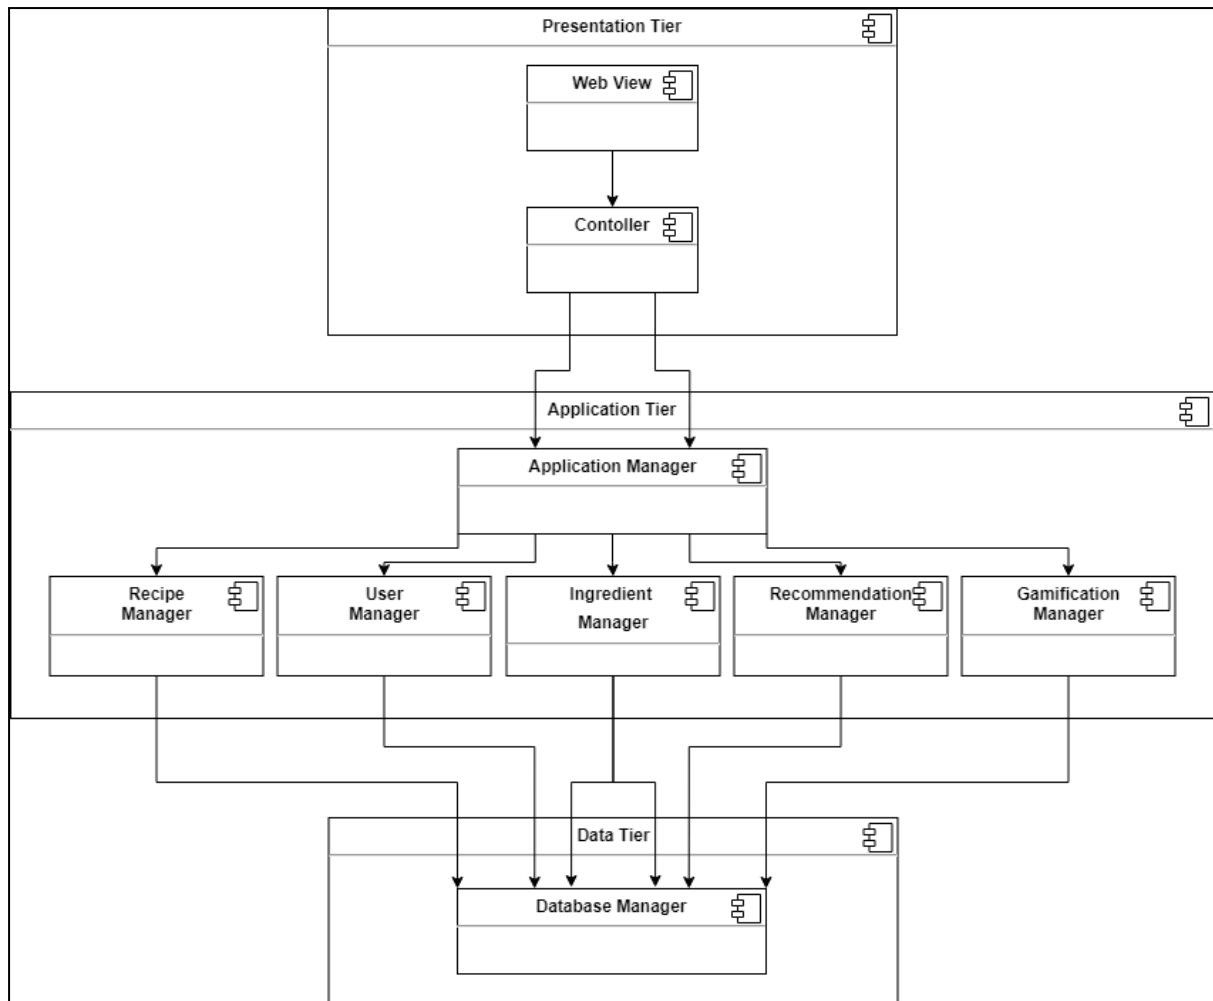 Presentation Tier
Web View
Contoller
Application Tier
Application Manager
Recipe
Manager
User
Manager
Ingredient
Manager
Recommendation
Manager
Gamification
Manager
Data Tier
Database Manager